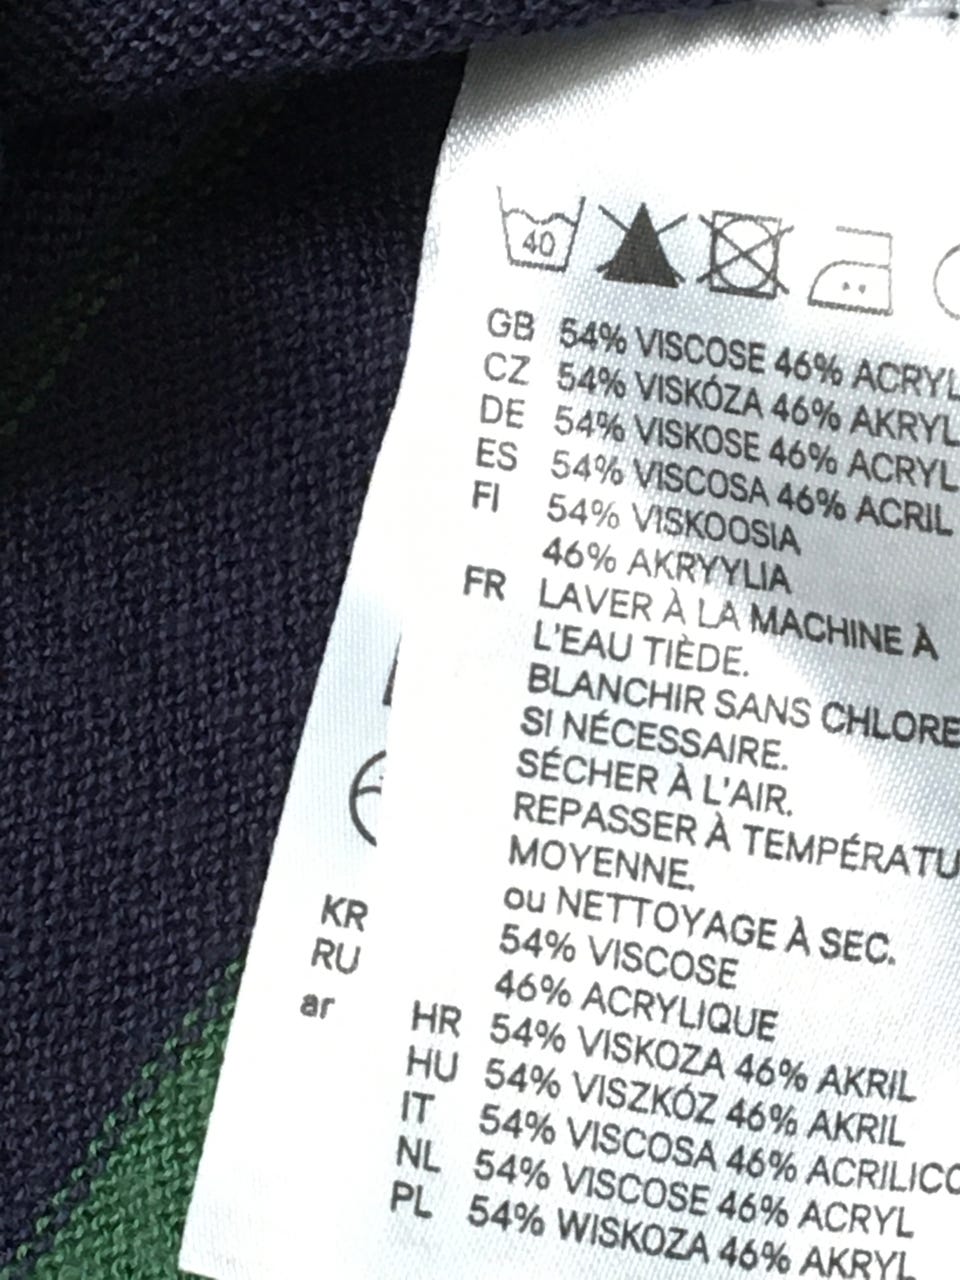 40
GB 54% VISCOSE 46% ACRYL
CZ 54% VISKÓZA 46% AKRYL
DE 54% VISKOSE 46% ACRYL
ES 54% VISCOSA 46% ACRIL
FI 54% VISKOOSIA
46% AKRYYLIA
FR LAVER À LA MACHINE À
L'EAU TIÈDE.
BLANCHIR SANS CHLORE
SI NÉCESSAIRE.
SÉCHER À L'AIR.
REPASSER À TEMPÉRATU
MOYENNE.
ou NETTOYAGE À SEC.
54% VISCOSE
46% ACRYLIQUE
HR 54% VISKOZA 46% AKRIL
HU 54% VISZKÓZ 46% AKRIL
IT 54% VISCOSA 46% ACRILICO
NL 54% VISCOSE 46% ACRYL
PL 54% WISKOZA 46% AKRYL
KR
RU
ar